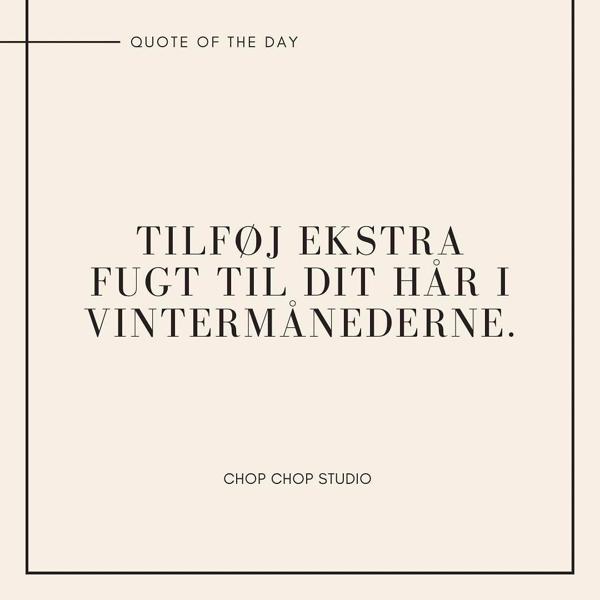 QUOTE OF THE DAY
TILFØJ EKSTRA
FUGT TIL DIT HÅR I
VINTERMÅNEDERNE.
CHOP CHOP STUDIO